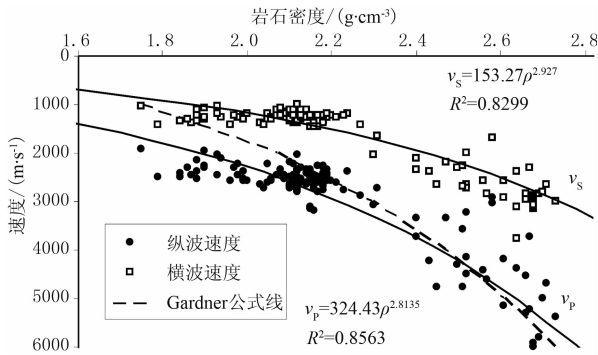 岩石密度/(g·cm⁻³)
1.6 1.8 2.0 2.2 2.4 2.6 2.8
0
1000
2000
3000
4000
5000
6000
速度/(m·s⁻¹)
vS=153.27ρ^2.927
R²=0.8299
vS
纵波速度
横波速度
Gardner公式线
vP=324.43ρ^2.8135
R²=0.8563
vP